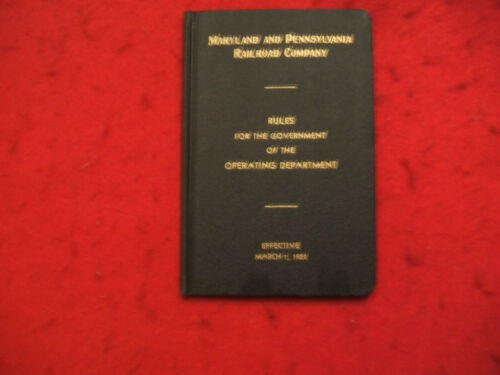 MARYLAND AND PENNSYLVANIA
RAILROAD COMPANY
RULES
FOR THE GOVERNMENT
OF THE
OPERATING DEPARTMENT
EFFECTIVE
MARCH 1,